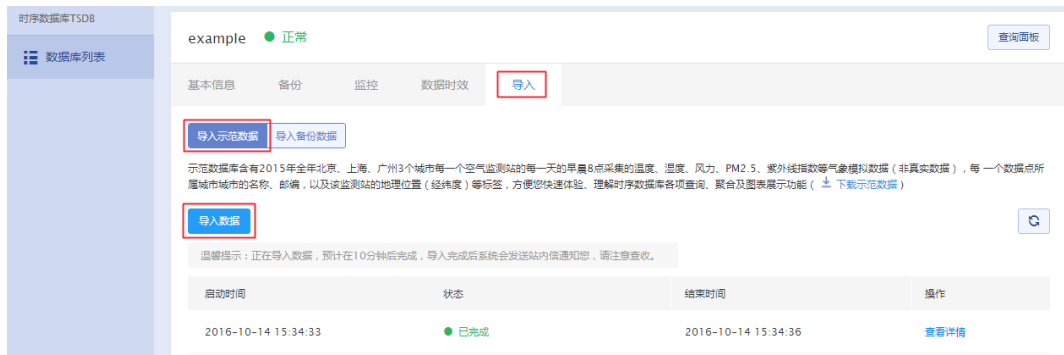 时序数据库TSDB
数据库列表
example 正常 查询面板
基本信息 备份 监控 数据时效 导入
导入示范数据 导入备份数据
示范数据库含有2015年全年北京、上海、广州3个城市每一个空气监测站的每一天的早晨8点采集的温度、湿度、风力、PM2.5、紫外线指数等气象模拟数据（非真实数据），每 一个数据点所
属城市城市的名称、邮编，以及该监测站的地理位置（经纬度）等标签，方便您快速体验、理解时序数据库各项查询、聚合及图表展示功能（ 下载示范数据）
导入数据
温馨提示：正在导入数据，预计在10分钟后完成，导入完成后系统会发送站内信通知您，请注意查收。
启动时间 状态 结束时间 操作
2016-10-14 15:34:33 已完成 2016-10-14 15:34:36 查看详情